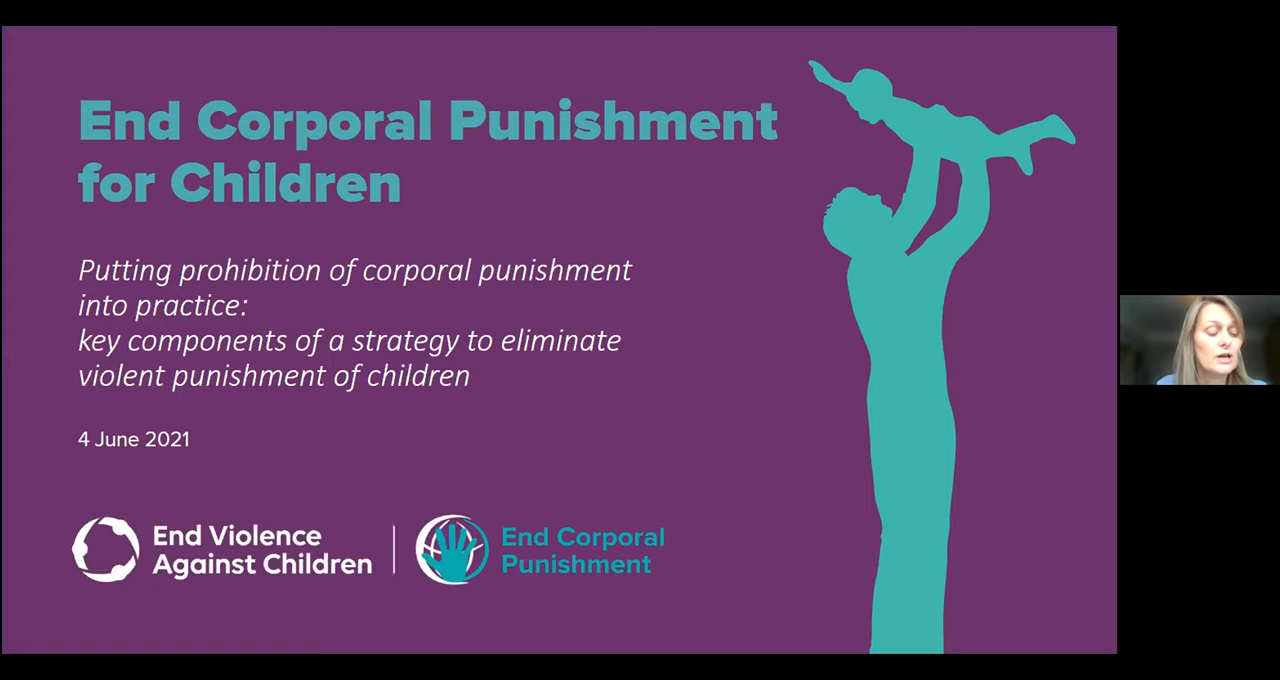 End Corporal Punishment
for Children
Putting prohibition of corporal punishment
into practice:
key components of a strategy to eliminate
violent punishment of children
4 June 2021
End Violence
Against Children
End Corporal
Punishment